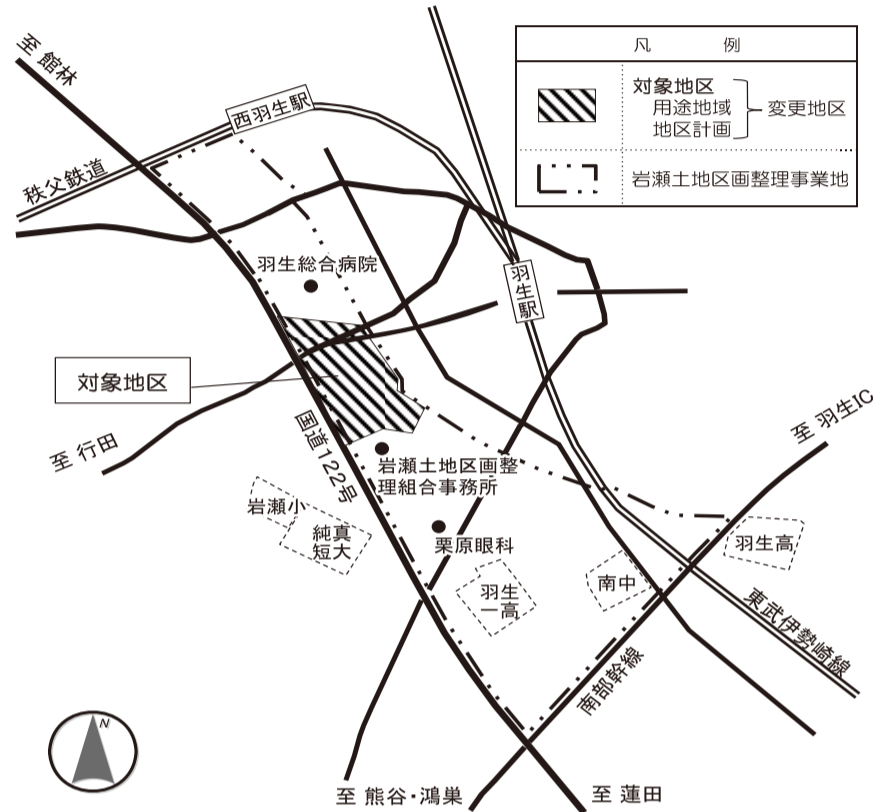 凡　　例
対象地区
用途地域
地区計画
変更地区
岩瀬土地区画整理事業地
至 館林
西羽生駅
秩父鉄道
羽生総合病院
羽生駅
対象地区
国道122号
至 行田
至 羽生IC
岩瀬土地区画整
理組合事務所
岩瀬小
純真
短大
栗原眼科
羽生高
羽生
一高
南中
東武伊勢崎線
南部幹線
N
至 熊谷・鴻巣
至 蓮田